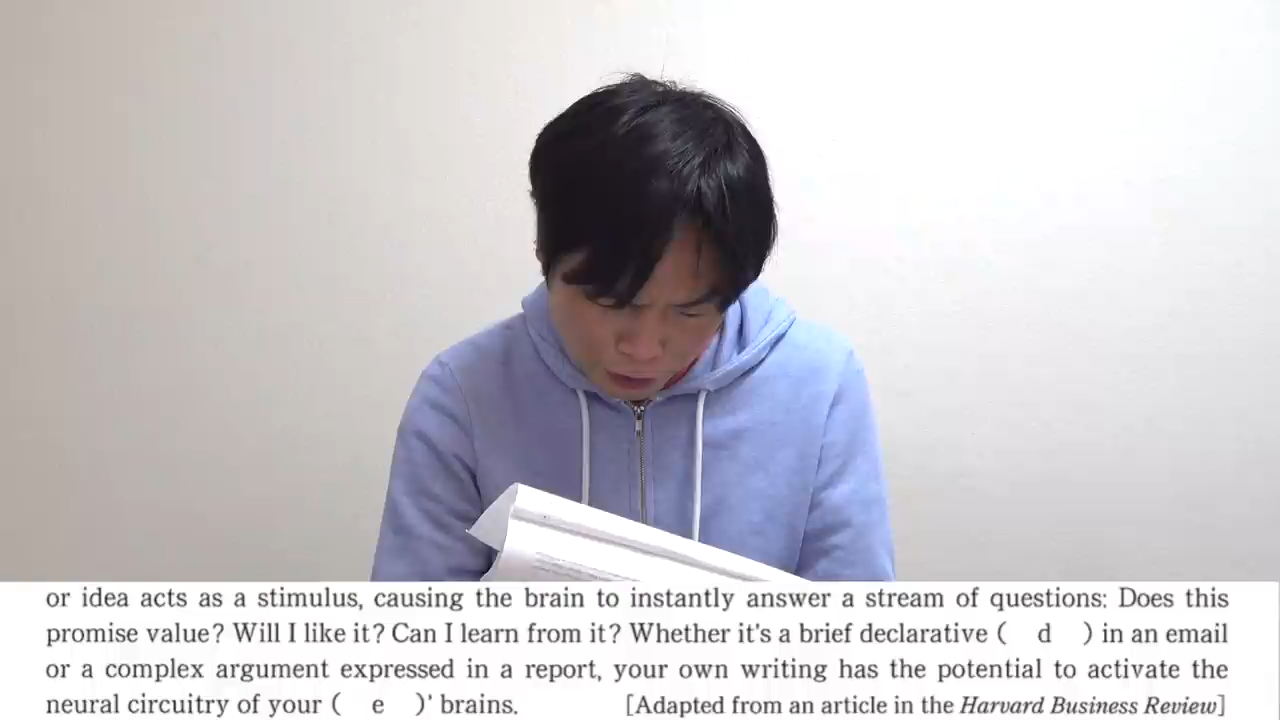 or idea acts as a stimulus, causing the brain to instantly answer a stream of questions: Does this
promise value? Will I like it? Can I learn from it? Whether it's a brief declarative ( d ) in an email
or a complex argument expressed in a report, your own writing has the potential to activate the
neural circuitry of your ( e )' brains. [Adapted from an article in the Harvard Business Review]